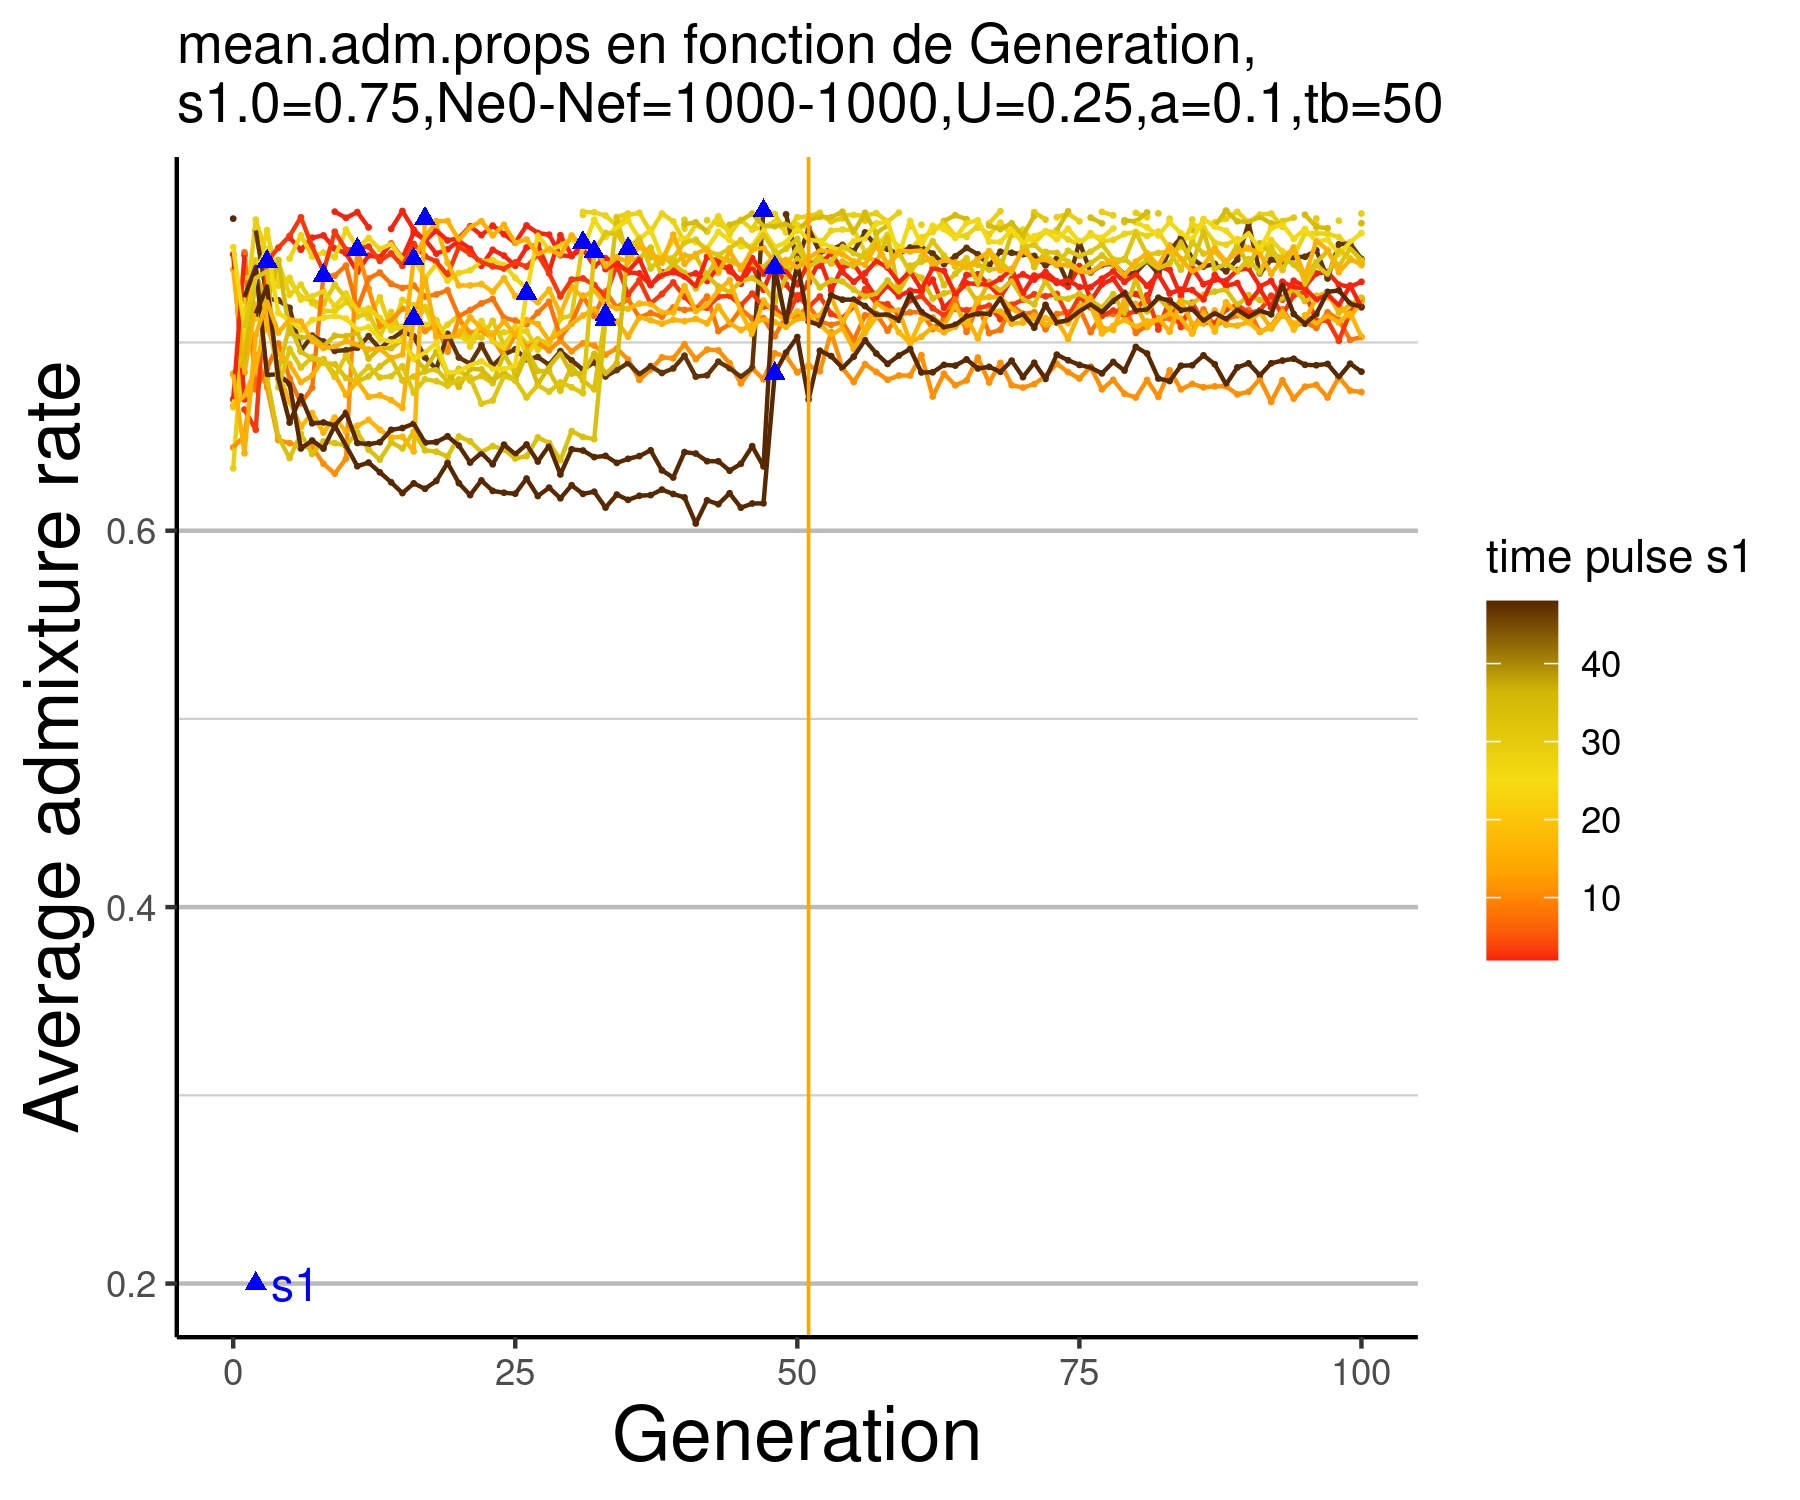 mean.adm.props en fonction de Generation,
s1.0=0.75,Ne0-Nef=1000-1000,U=0.25,a=0.1,tb=50
Average admixture rate
0.6
0.4
0.2
s1
0 25 50 75 100
Generation
time pulse s1
40
30
20
10